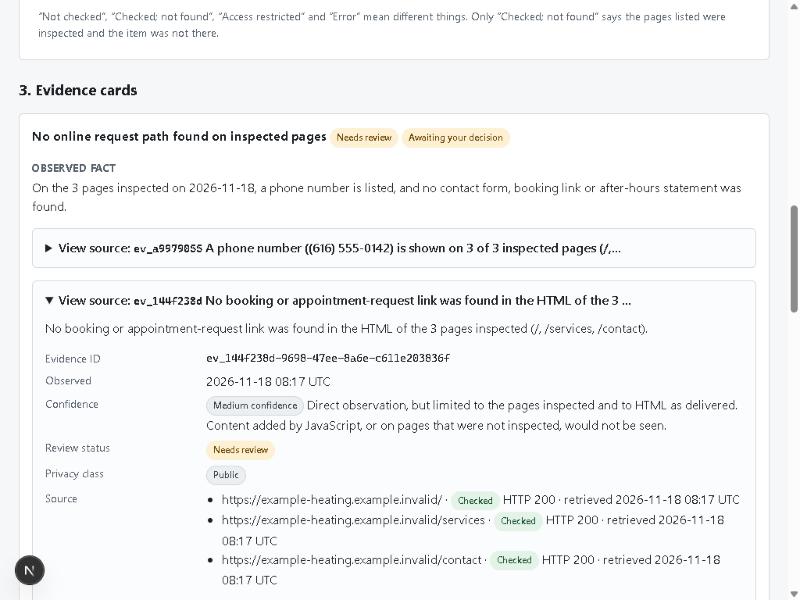 "Not checked", "Checked; not found", "Access restricted" and "Error" mean different things. Only "Checked; not found" says the pages listed were
inspected and the item was not there.
3. Evidence cards
No online request path found on inspected pages Needs review Awaiting your decision
OBSERVED FACT
On the 3 pages inspected on 2026-11-18, a phone number is listed, and no contact form, booking link or after-hours statement was
found.
▶ View source: ev_a9979855 A phone number ((616) 555-0142) is shown on 3 of 3 inspected pages (/,...
▼ View source: ev_144f238d No booking or appointment-request link was found in the HTML of the 3 ...
No booking or appointment-request link was found in the HTML of the 3 pages inspected (/, /services, /contact).
Evidence ID ev_144f238d-9698-47ee-8a6e-c611e203836f
Observed 2026-11-18 08:17 UTC
Confidence Medium confidence Direct observation, but limited to the pages inspected and to HTML as delivered.
Content added by JavaScript, or on pages that were not inspected, would not be seen.
Review status Needs review
Privacy class Public
Source • https://example-heating.example.invalid/ · Checked HTTP 200 · retrieved 2026-11-18 08:17 UTC
• https://example-heating.example.invalid/services · Checked HTTP 200 · retrieved 2026-11-18
08:17 UTC
• https://example-heating.example.invalid/contact · Checked HTTP 200 · retrieved 2026-11-18
08:17 UTC
N